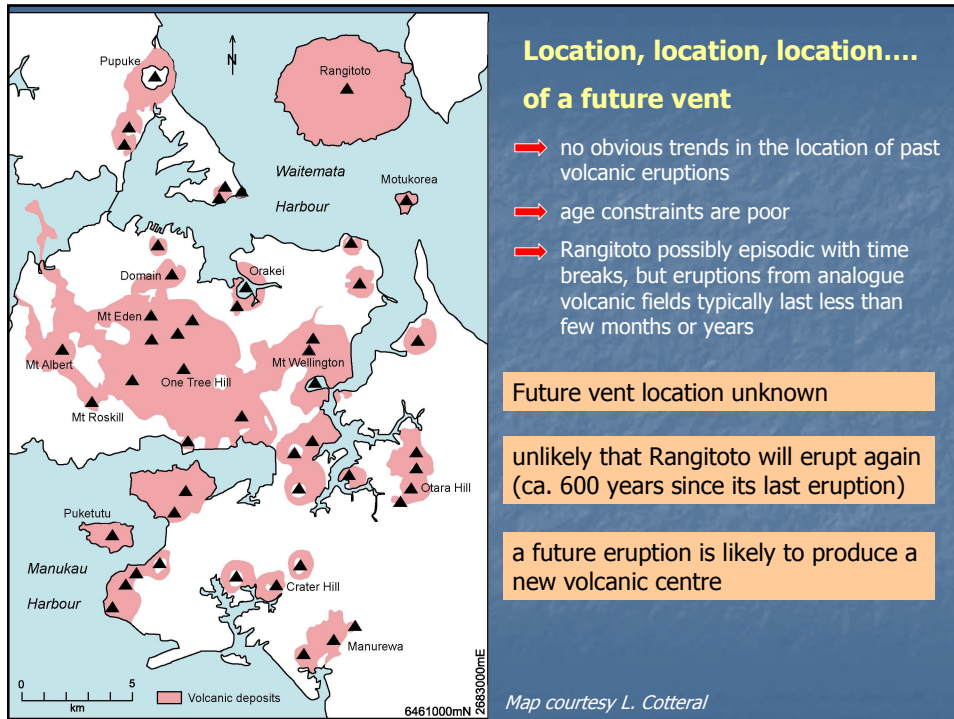 Pupuke
N
Rangitoto
Waitemata
Harbour
Motukorea
Domain
Orakei
Mt Eden
Mt Albert
Mt Wellington
One Tree Hill
Mt Roskill
Otara Hill
Puketutu
Manukau
Harbour
Crater Hill
Manurewa
0 5
km
Volcanic deposits
6461000mN
2683000mE
Location, location, location....
of a future vent
no obvious trends in the location of past
volcanic eruptions
age constraints are poor
Rangitoto possibly episodic with time
breaks, but eruptions from analogue
volcanic fields typically last less than
few months or years
Future vent location unknown
unlikely that Rangitoto will erupt again
(ca. 600 years since its last eruption)
a future eruption is likely to produce a
new volcanic centre
Map courtesy L. Cotteral